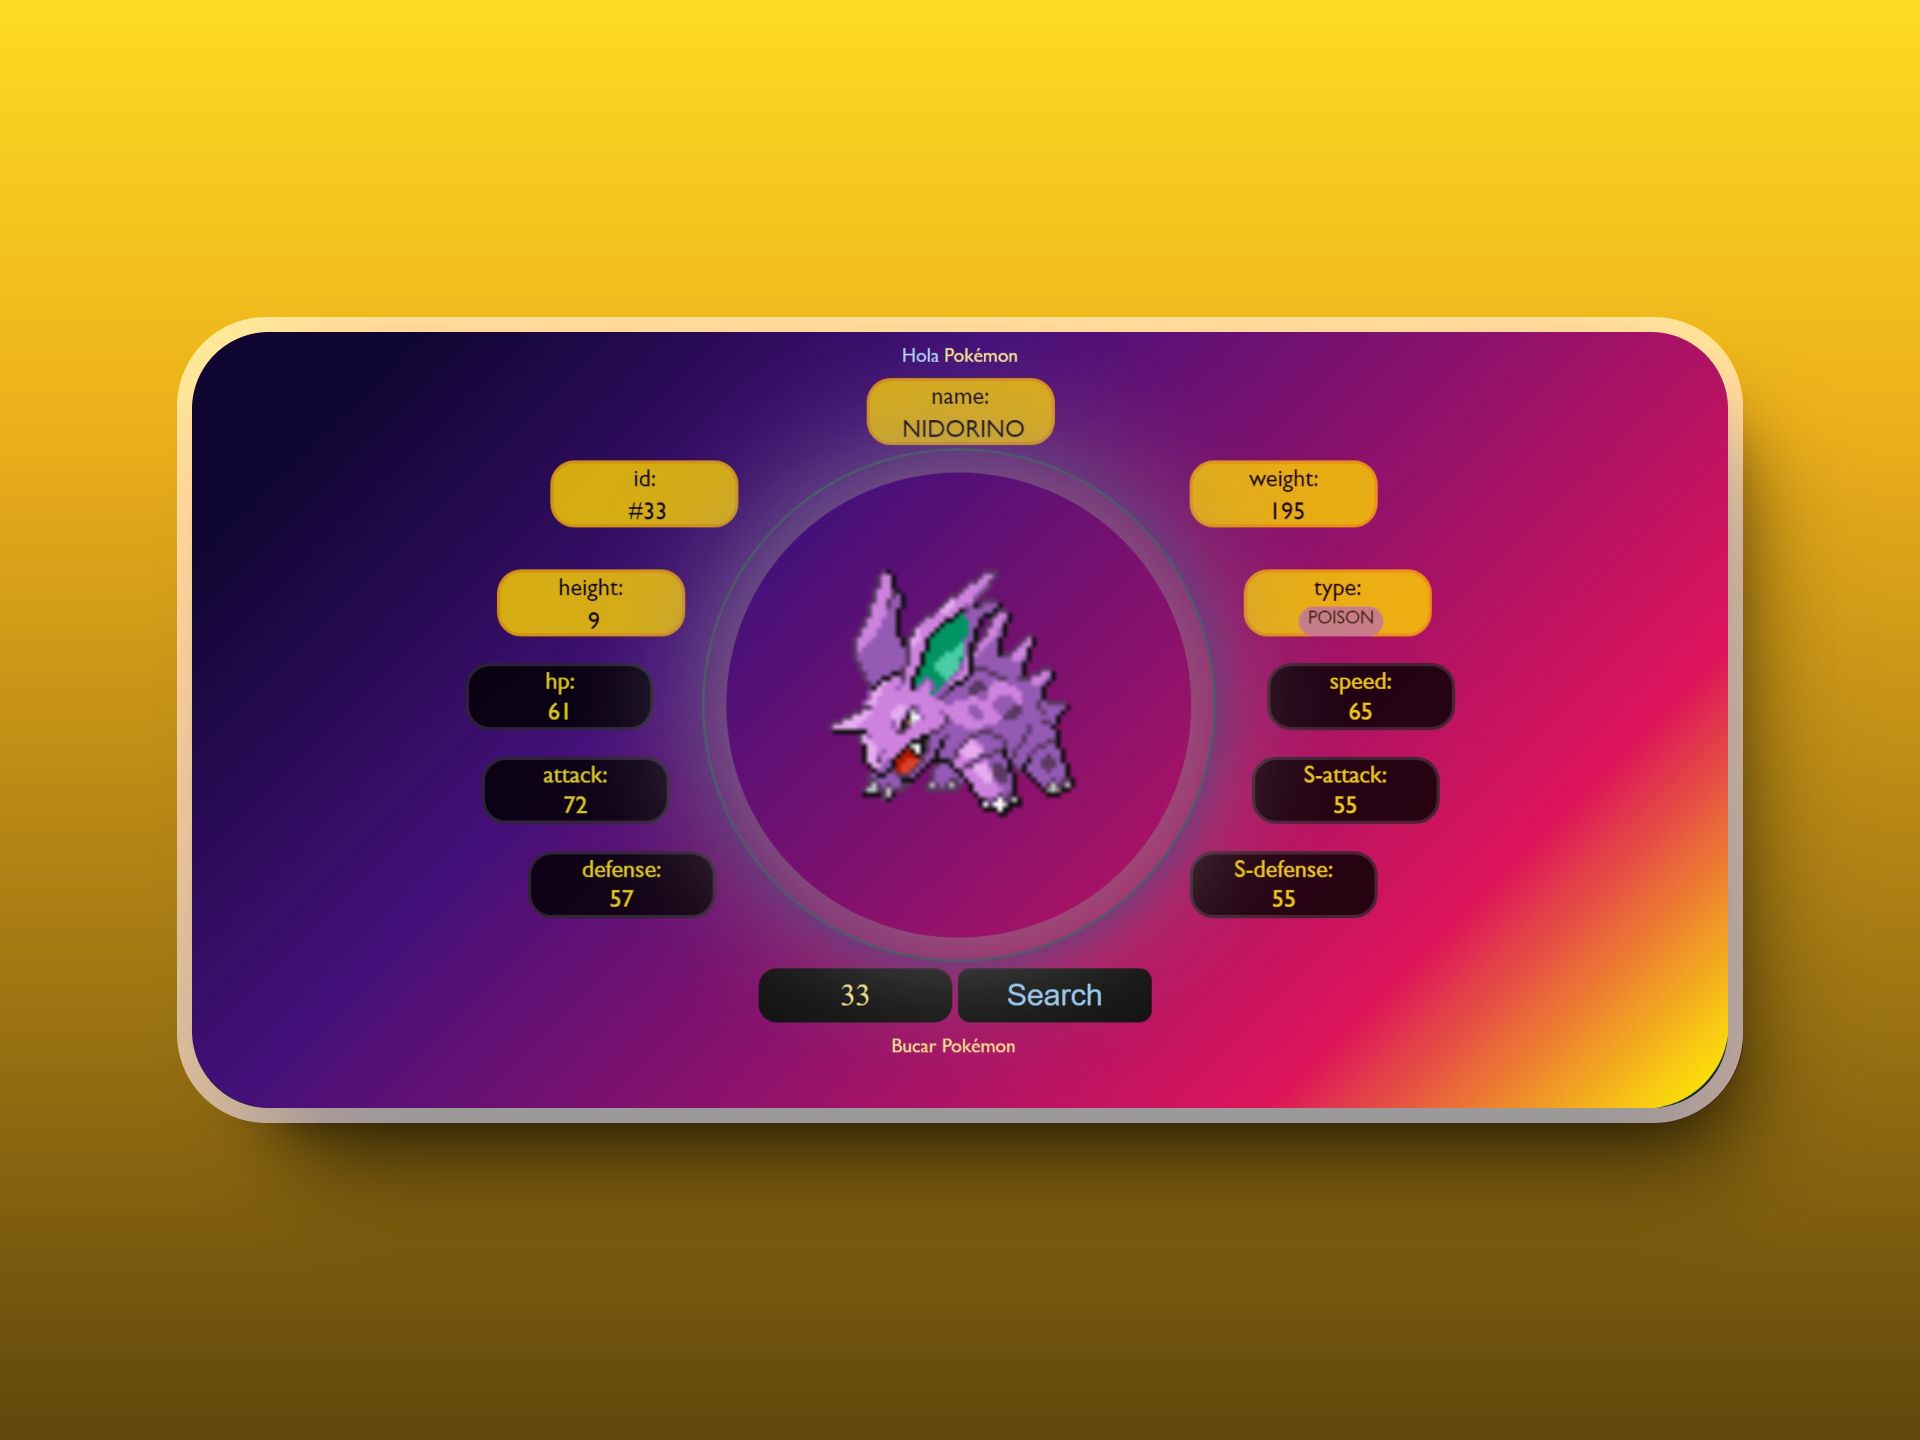 Hola Pokémon
name:
NIDORINO
id:
#33
weight:
195
height:
9
type:
POISON
hp:
61
speed:
65
attack:
72
S-attack:
55
defense:
57
S-defense:
55
33
Search
Bucar Pokémon